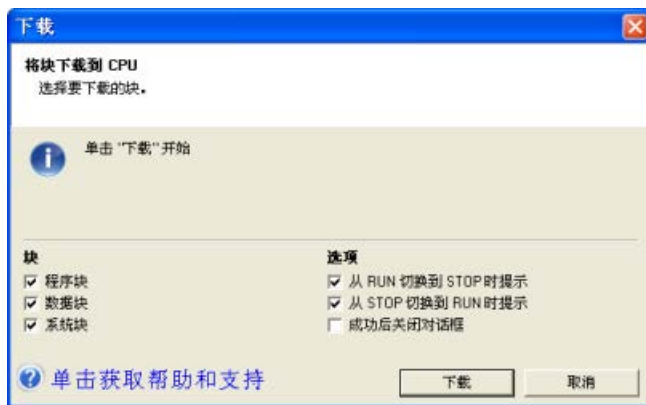 下载
将块下载到 CPU
选择要下载的块。
单击 "下载" 开始
块
选项
程序块
从 RUN 切换到 STOP 时提示
数据块
从 STOP 切换到 RUN 时提示
系统块
成功后关闭对话框
单击获取帮助和支持
下载
取消